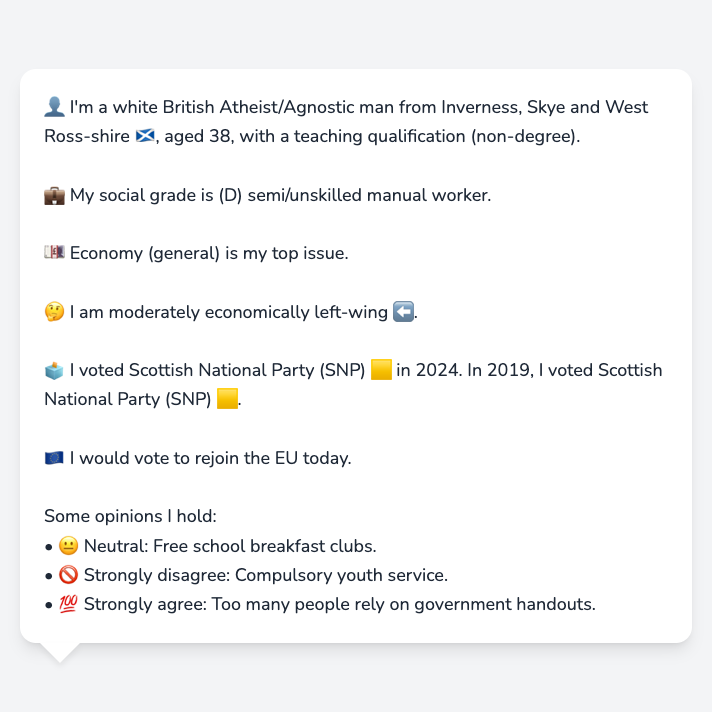 👤 I'm a white British Atheist/Agnostic man from Inverness, Skye and West
Ross-shire 🏴󠁧󠁢󠁳󠁣󠁴󠁿, aged 38, with a teaching qualification (non-degree).
💼 My social grade is (D) semi/unskilled manual worker.
💷 Economy (general) is my top issue.
🤔 I am moderately economically left-wing ⬅️.
🗳️ I voted Scottish National Party (SNP) 🟨 in 2024. In 2019, I voted Scottish
National Party (SNP) 🟨.
🇪🇺 I would vote to rejoin the EU today.
Some opinions I hold:
• 😐 Neutral: Free school breakfast clubs.
• 🚫 Strongly disagree: Compulsory youth service.
• 💯 Strongly agree: Too many people rely on government handouts.